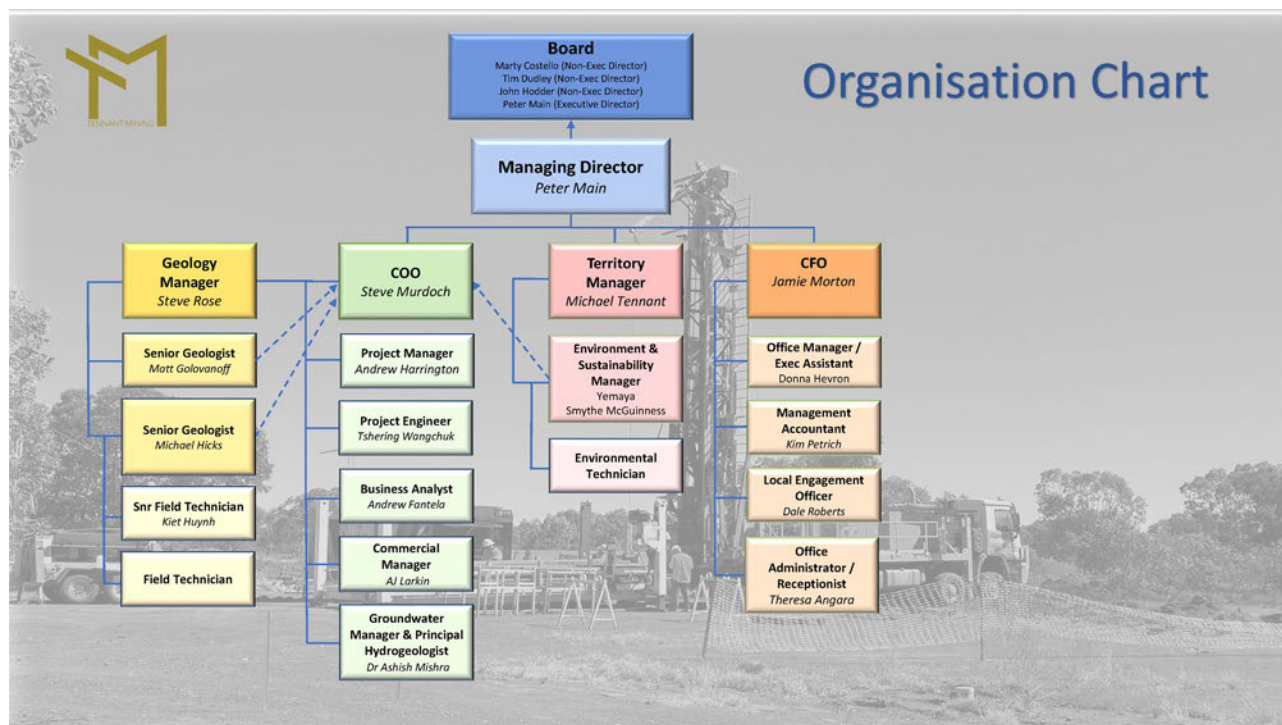 TENNANT MINING
Organisation Chart
Board
Marty Costello (Non-Exec Director)
Tim Dudley (Non-Exec Director)
John Hodder (Non-Exec Director)
Peter Main (Executive Director)
Managing Director
Peter Main
Geology
Manager
Steve Rose
Senior Geologist
Matt Golovanoff
Senior Geologist
Michael Hicks
Snr Field Technician
Kiet Huynh
Field Technician
COO
Steve Murdoch
Project Manager
Andrew Harrington
Project Engineer
Tshering Wangchuk
Business Analyst
Andrew Fantela
Commercial
Manager
AJ Larkin
Groundwater
Manager & Principal
Hydrogeologist
Dr Ashish Mishra
Territory
Manager
Michael Tennant
Environment &
Sustainability
Manager
Yemaya
Smythe McGuinness
Environmental
Technician
CFO
Jamie Morton
Office Manager /
Exec Assistant
Donna Hevron
Management
Accountant
Kim Petrich
Local Engagement
Officer
Dale Roberts
Office
Administrator /
Receptionist
Theresa Angara